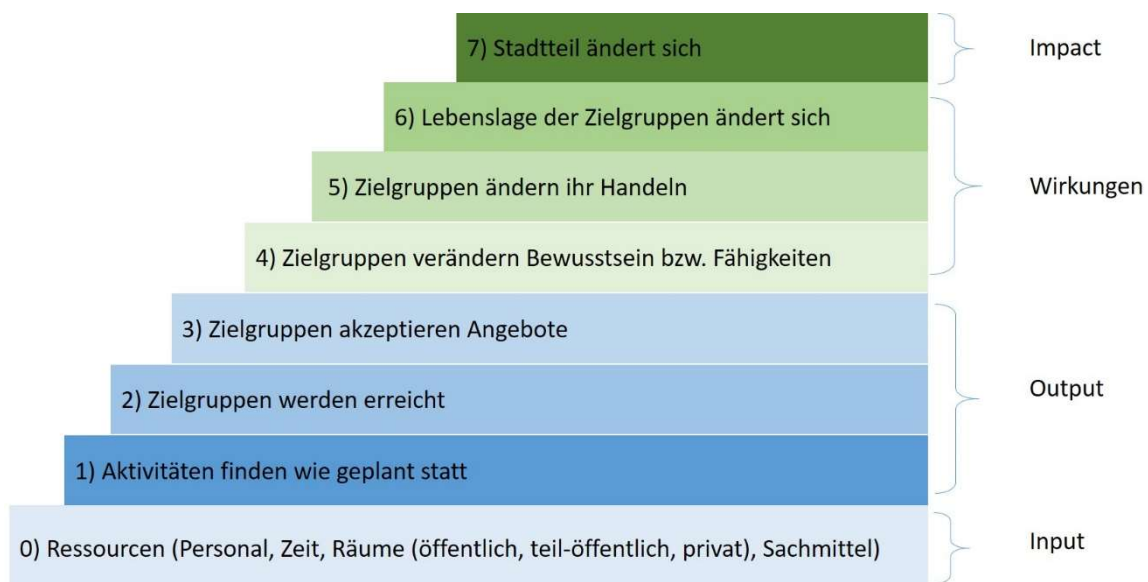 7) Stadtteil ändert sich
Impact
6) Lebenslage der Zielgruppen ändert sich
5) Zielgruppen ändern ihr Handeln
Wirkungen
4) Zielgruppen verändern Bewusstsein bzw. Fähigkeiten
3) Zielgruppen akzeptieren Angebote
2) Zielgruppen werden erreicht
Output
1) Aktivitäten finden wie geplant statt
0) Ressourcen (Personal, Zeit, Räume (öffentlich, teil-öffentlich, privat), Sachmittel)
Input